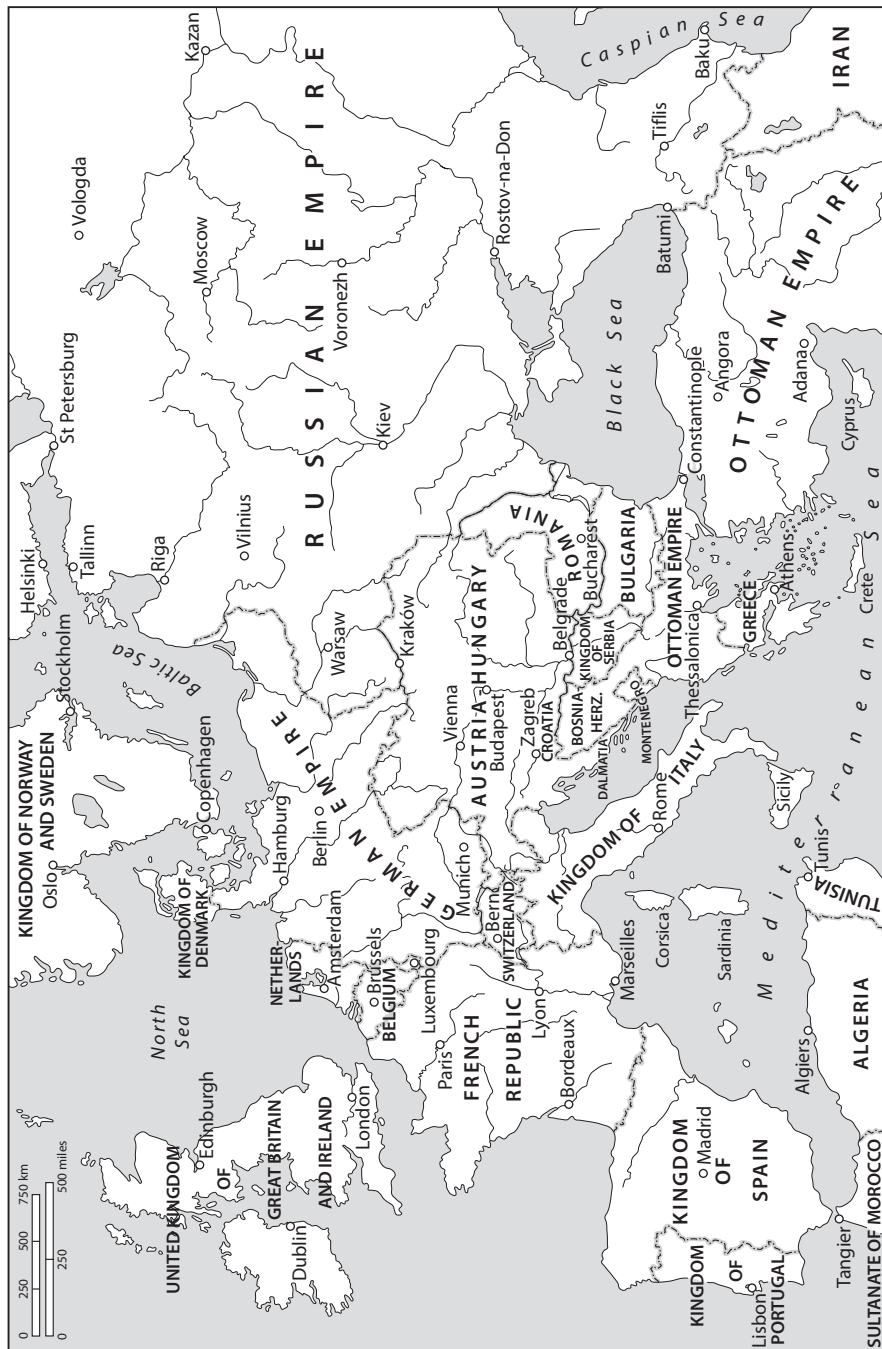 0 250 500 750 km
0 250 500 miles
KINGDOM OF NORWAY
AND SWEDEN
Oslo
Stockholm
Helsinki
St Petersburg
Tallinn
Vologda
Kazan
Riga
Baltic Sea
North
Sea
KINGDOM OF
DENMARK
Copenhagen
Moscow
Vilnius
UNITED KINGDOM
OF
GREAT BRITAIN
AND IRELAND
Edinburgh
Dublin
London
NETHER-
LANDS
Amsterdam
Hamburg
Berlin
GERMAN EMPIRE
Warsaw
RUSSIAN EMPIRE
Voronezh
Brussels
BELGIUM
Luxembourg
Kraków
Kiev
Paris
FRENCH
REPUBLIC
Munich
Vienna
AUSTRIA-HUNGARY
Budapest
Rostov-na-Don
Bern
SWITZERLAND
Lyon
Bordeaux
Zagreb
CROATIA
ROMANIA
Bucharest
Belgrade
KINGDOM
OF
SERBIA
BOSNIA-
HERZ.
DALMATIA
MONTENEGRO
BULGARIA
Black Sea
Caspian Sea
Tiflis
Baku
Batumi
Marseilles
KINGDOM OF ITALY
Corsica
Rome
Sardinia
Sicily
Thessalonica
OTTOMAN EMPIRE
Constantinople
Angora
OTTOMAN EMPIRE
Adana
IRAN
GREECE
Athens
Crete
Cyprus
Mediterranean Sea
KINGDOM
OF
SPAIN
Madrid
KINGDOM
OF
PORTUGAL
Lisbon
Tangier
SULTANATE OF MOROCCO
Algiers
ALGERIA
Tunis
TUNISIA